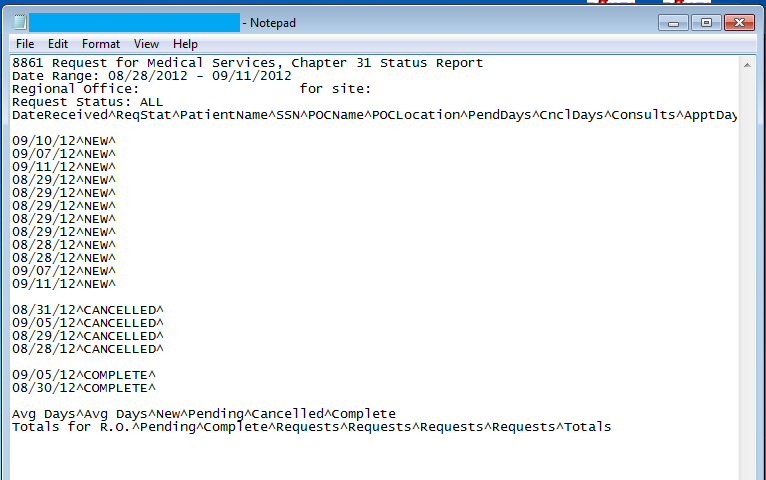 - Notepad
File Edit Format View Help
8861 Request for Medical Services, Chapter 31 Status Report
Date Range: 08/28/2012 - 09/11/2012
Regional Office: for site:
Request Status: ALL
DateReceived^ReqStat^PatientName^SSN^POCName^POCLocation^PendDays^CnclDays^Consults^ApptDay
09/10/12^NEW^
09/07/12^NEW^
09/11/12^NEW^
08/29/12^NEW^
08/29/12^NEW^
08/29/12^NEW^
08/29/12^NEW^
08/29/12^NEW^
08/28/12^NEW^
08/28/12^NEW^
09/07/12^NEW^
09/11/12^NEW^
08/31/12^CANCELLED^
09/05/12^CANCELLED^
08/29/12^CANCELLED^
08/28/12^CANCELLED^
09/05/12^COMPLETE^
08/30/12^COMPLETE^
Avg Days^Avg Days^New^Pending^Cancelled^Complete
Totals for R.O.^Pending^Complete^Requests^Requests^Requests^Requests^Totals